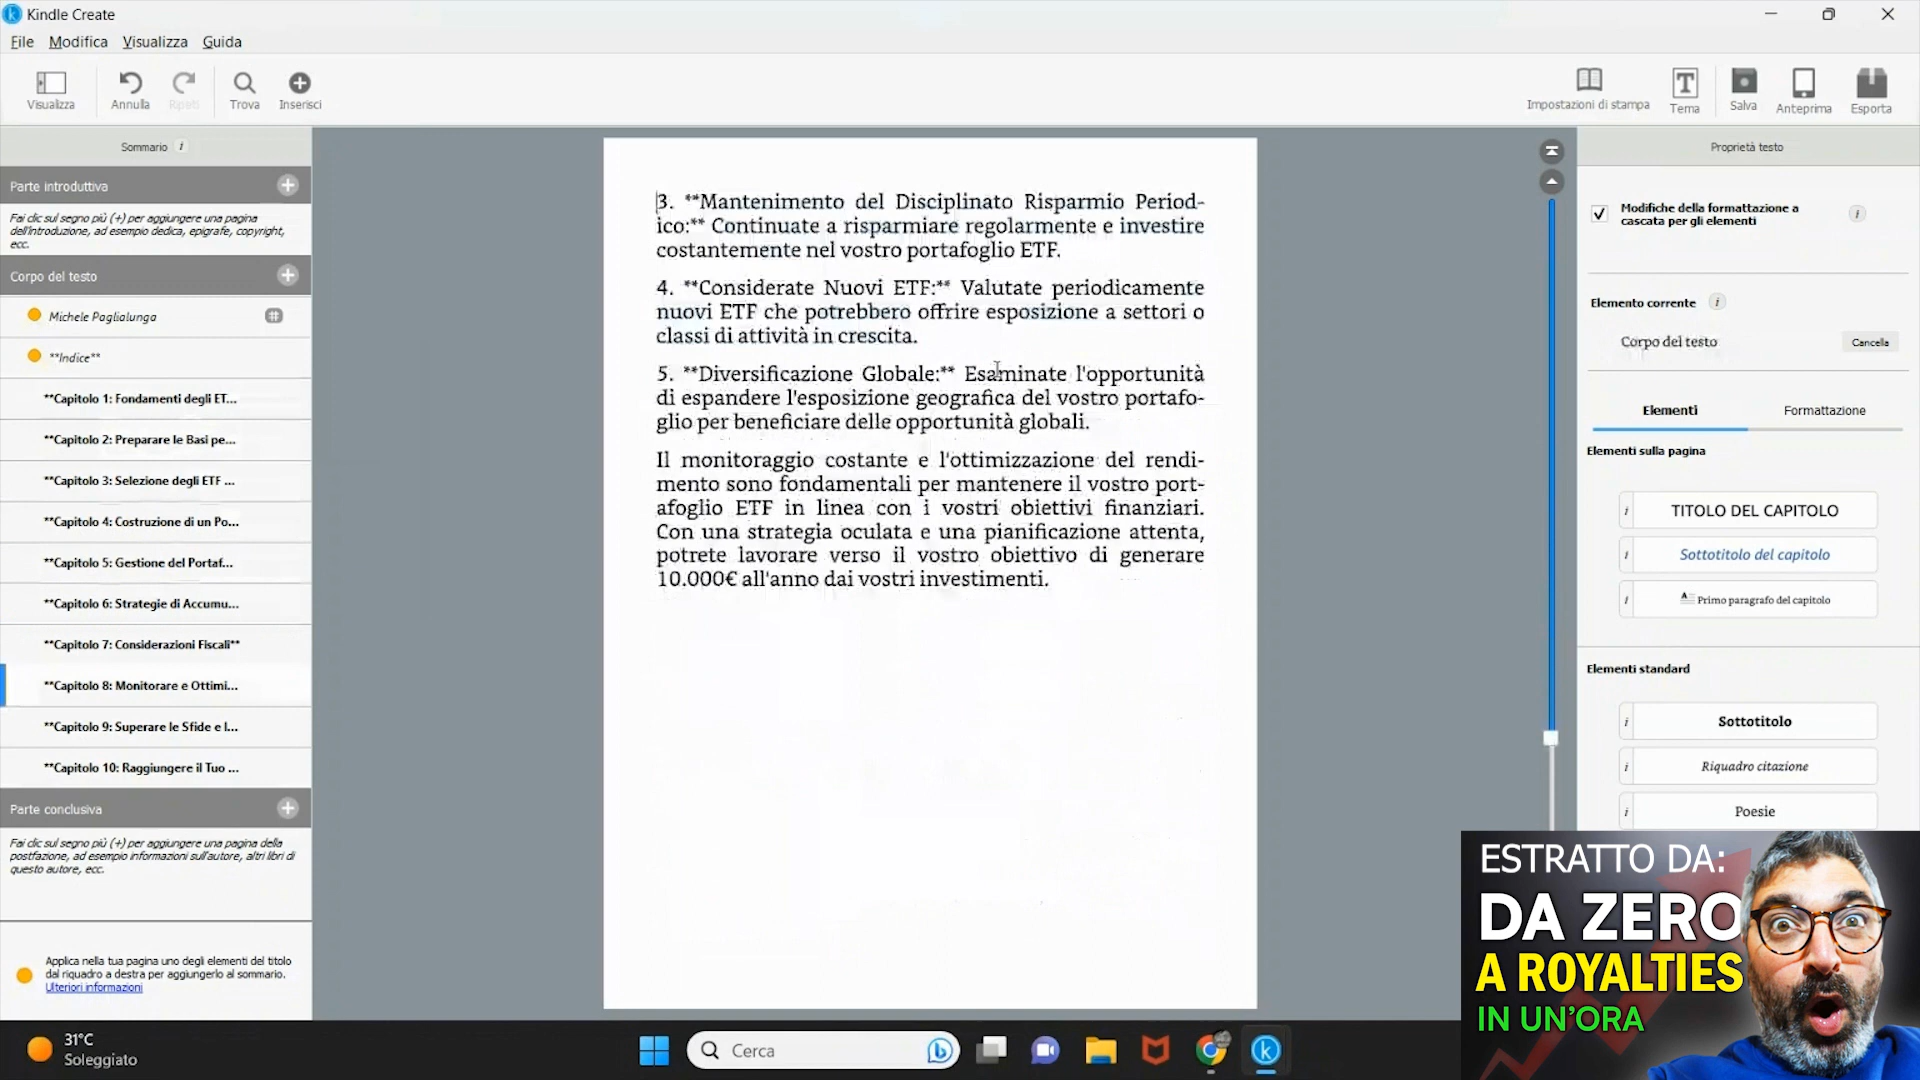 Kindle Create
File Modifica Visualizza Guida
Visualizza Annulla Ripeti Trova Inserisci
Impostazioni di stampa Tema Salva Anteprima Esporta
Sommario i
Parte introduttiva
Fai clic sul segno più (+) per aggiungere una pagina
dell'introduzione, ad esempio dedica, epigrafe, copyright,
ecc.
Corpo del testo
Michele Paglialunga
**Indice**
**Capitolo 1: Fondamenti degli ET...
**Capitolo 2: Preparare le Basi pe...
**Capitolo 3: Selezione degli ETF ...
**Capitolo 4: Costruzione di un Po...
**Capitolo 5: Gestione del Portaf...
**Capitolo 6: Strategie di Accumu...
**Capitolo 7: Considerazioni Fiscali**
**Capitolo 8: Monitorare e Ottimi...
**Capitolo 9: Superare le Sfide e I...
**Capitolo 10: Raggiungere il Tuo ...
Parte conclusiva
Fai clic sul segno più (+) per aggiungere una pagina della
postfazione, ad esempio informazioni sull'autore, altri libri di
questo autore, ecc.
Applica nella tua pagina uno degli elementi del titolo
dal riquadro a destra per aggiungerlo al sommario.
Ulteriori informazioni
3. **Mantenimento del Disciplinato Risparmio Period-
ico:** Continuate a risparmiare regolarmente e investire
costantemente nel vostro portafoglio ETF.
4. **Considerate Nuovi ETF:** Valutate periodicamente
nuovi ETF che potrebbero offrire esposizione a settori o
classi di attività in crescita.
5. **Diversificazione Globale:** Esaminate l'opportunità
di espandere l'esposizione geografica del vostro portafo-
glio per beneficiare delle opportunità globali.
Il monitoraggio costante e l'ottimizzazione del rendi-
mento sono fondamentali per mantenere il vostro port-
afoglio ETF in linea con i vostri obiettivi finanziari.
Con una strategia oculata e una pianificazione attenta,
potrete lavorare verso il vostro obiettivo di generare
10.000€ all'anno dai vostri investimenti.
Proprietà testo
Modifiche della formattazione a
cascata per gli elementi
i
Elemento corrente i
Corpo del testo Cancella
Elementi Formattazione
Elementi sulla pagina
i TITOLO DEL CAPITOLO
i Sottotitolo del capitolo
i Primo paragrafo del capitolo
Elementi standard
i Sottotitolo
i Riquadro citazione
i Poesie
ESTRATTO DA:
DA ZERO
A ROYALTIES
IN UN'ORA
31°C
Soleggiato
Cerca